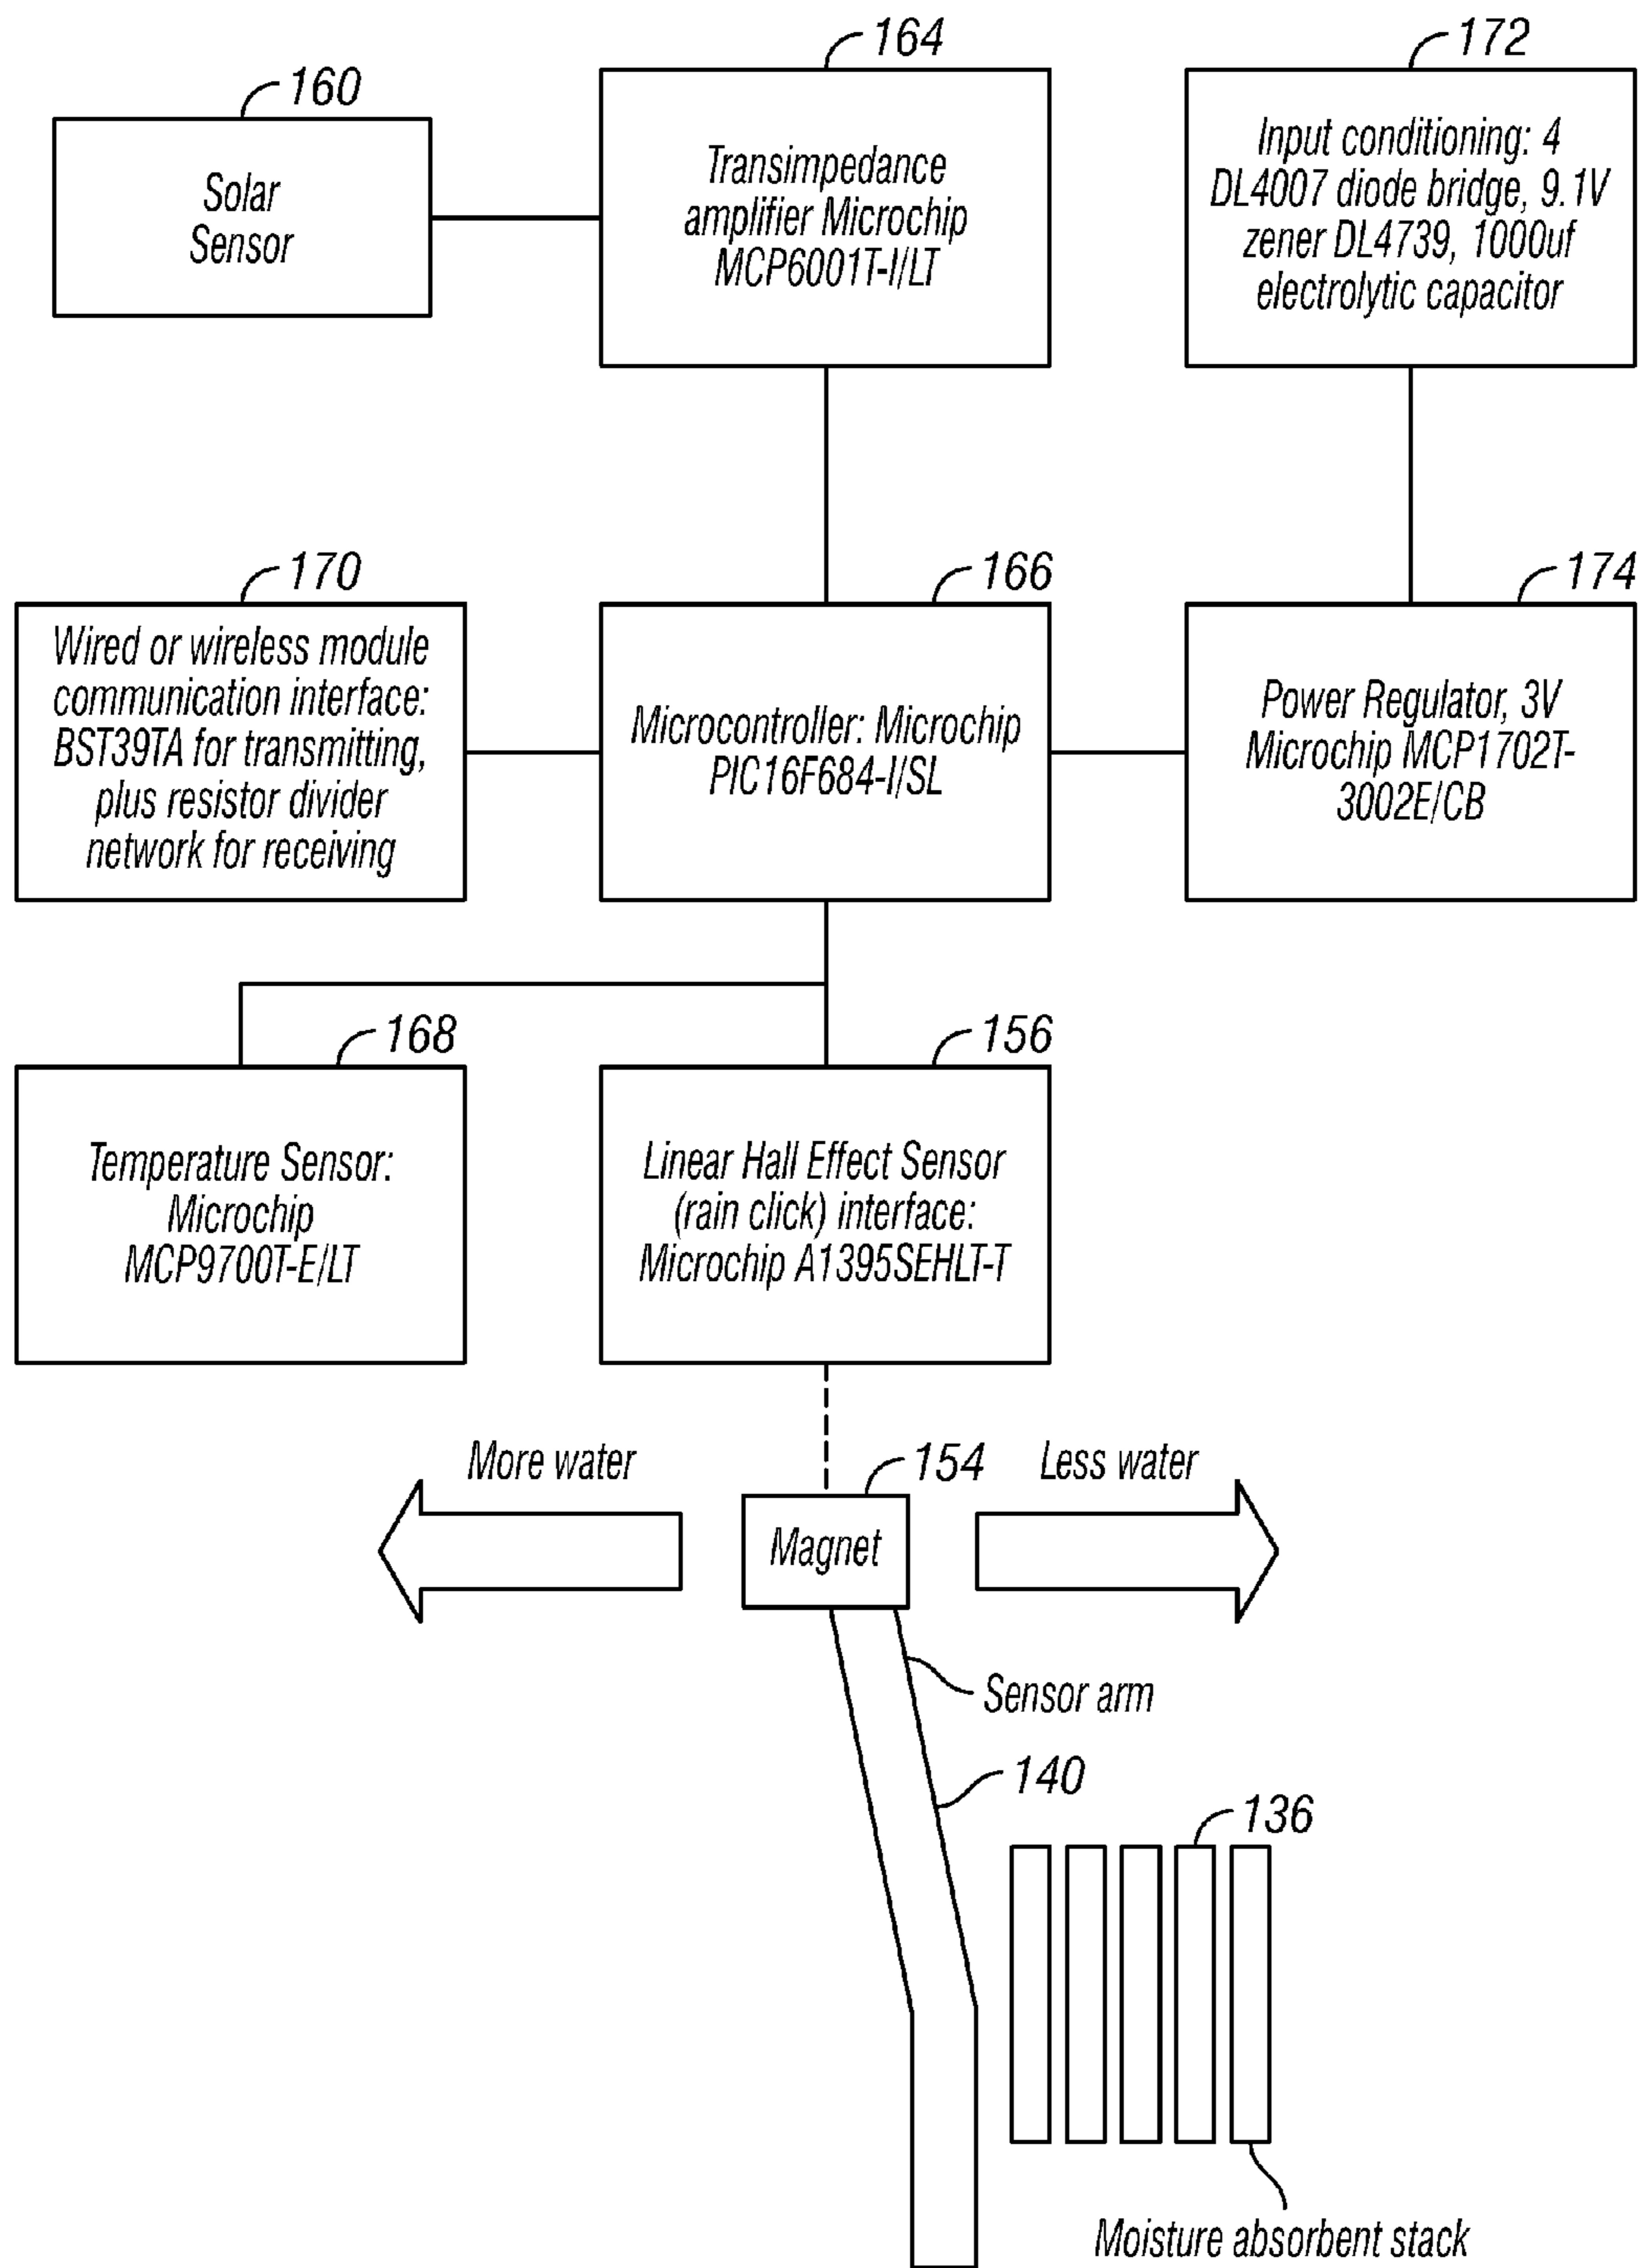 164
172
160
Solar
Sensor
Transimpedance
amplifier Microchip
MCP6001T-I/LT
Input conditioning: 4
DL4007 diode bridge, 9.1V
zener DL4739, 1000uf
electrolytic capacitor
170
166
174
Wired or wireless module
communication interface:
BST39TA for transmitting,
plus resistor divider
network for receiving
Microcontroller: Microchip
PIC16F684-I/SL
Power Regulator, 3V
Microchip MCP1702T-
3002E/CB
168
156
Temperature Sensor:
Microchip
MCP9700T-E/LT
Linear Hall Effect Sensor
(rain click) interface:
Microchip A1395SEHLT-T
More water
154
Less water
Magnet
Sensor arm
140
136
Moisture absorbent stack